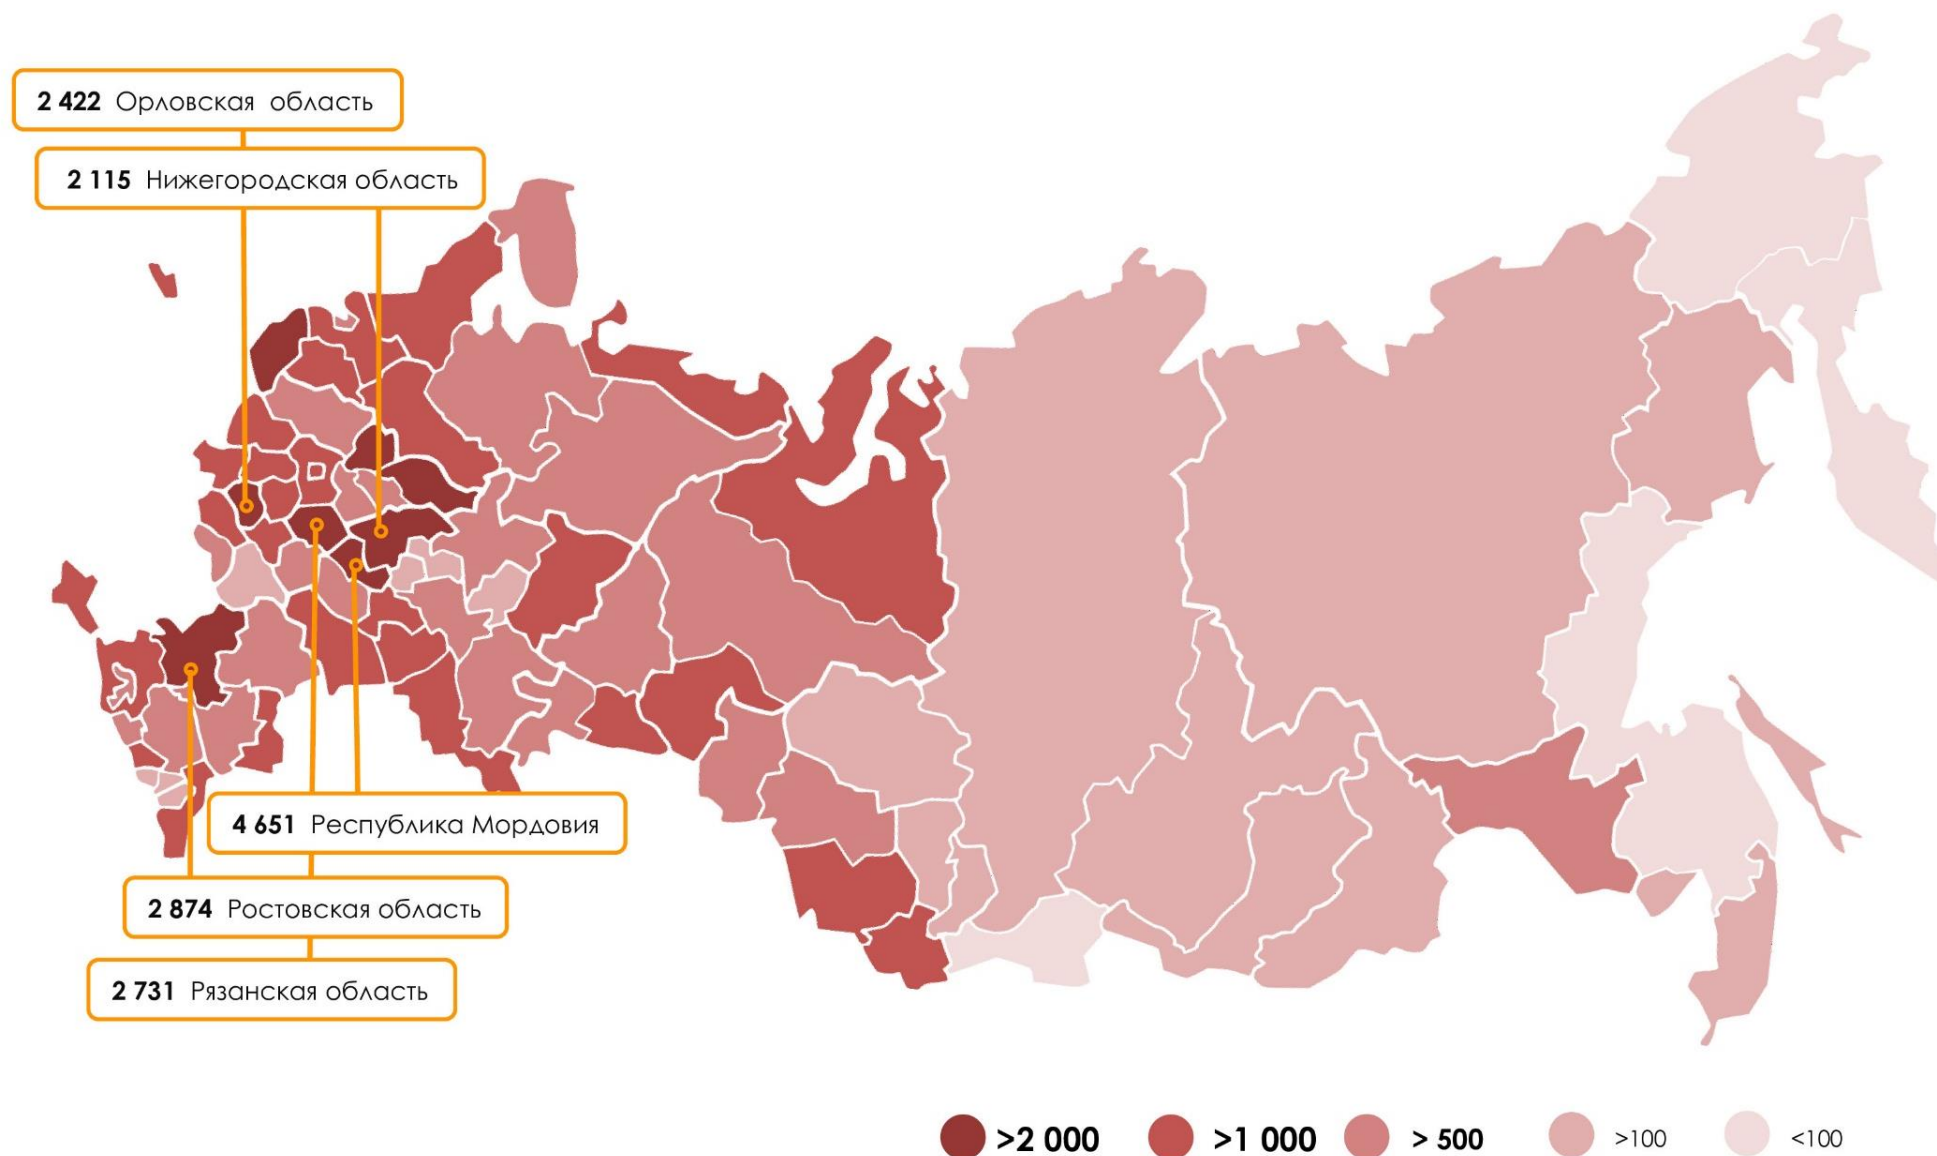 2 422 Орловская область
2 115 Нижегородская область
4 651 Республика Мордовия
2 874 Ростовская область
2 731 Рязанская область
>2 000 >1 000 > 500 >100 <100